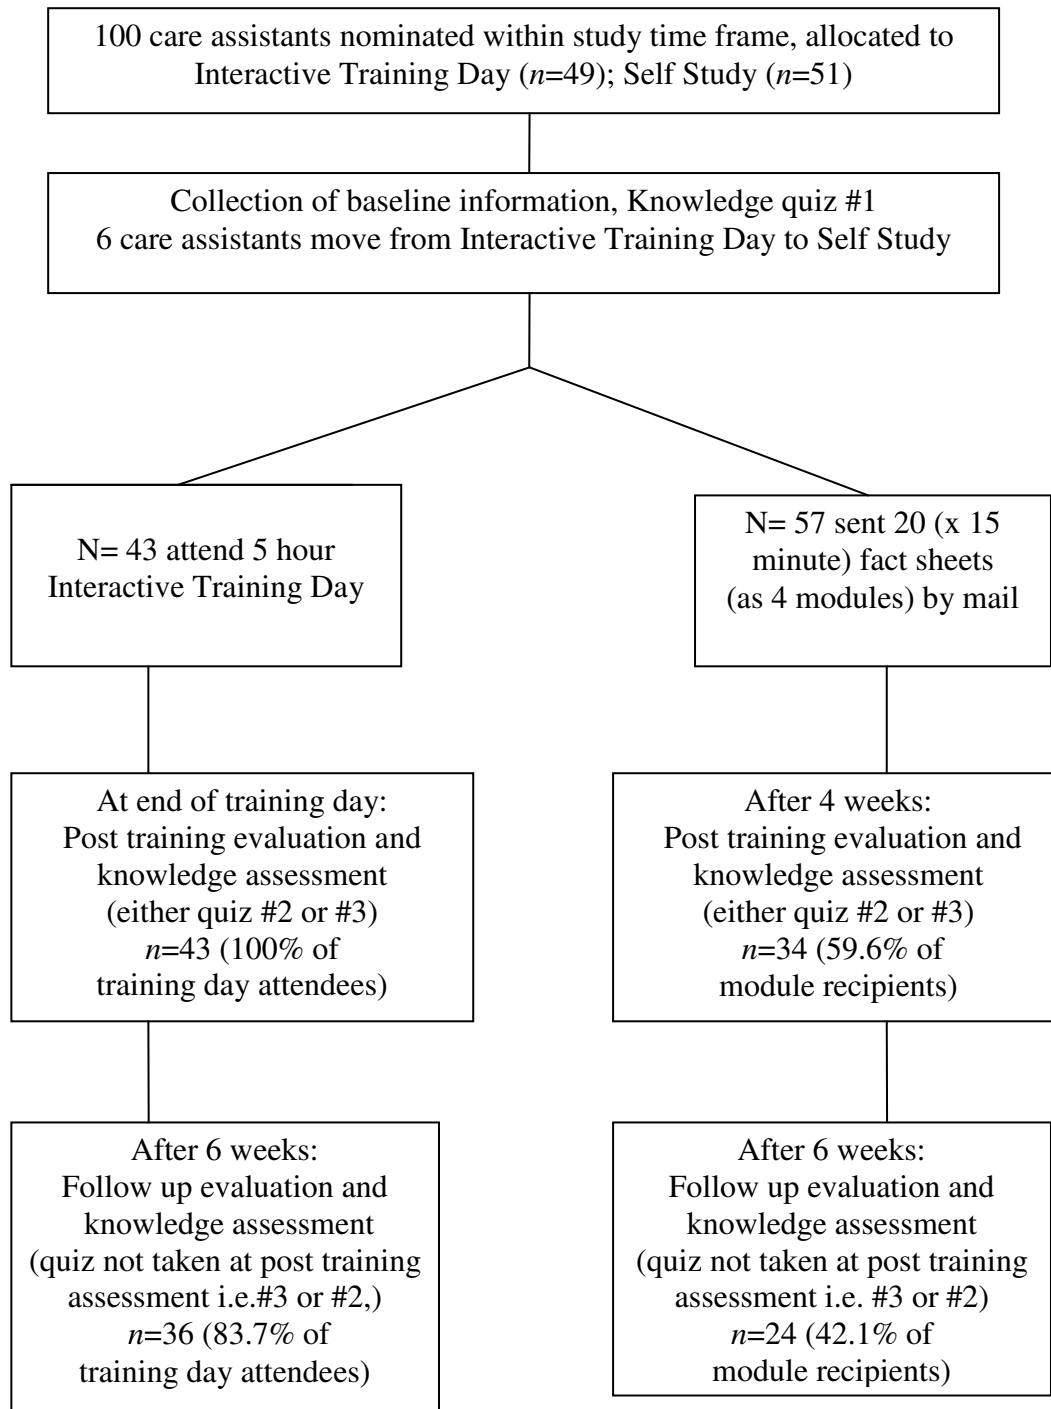 100 care assistants nominated within study time frame, allocated to
Interactive Training Day (n=49); Self Study (n=51)
Collection of baseline information, Knowledge quiz #1
6 care assistants move from Interactive Training Day to Self Study
N= 43 attend 5 hour
Interactive Training Day
N= 57 sent 20 (x 15
minute) fact sheets
(as 4 modules) by mail
At end of training day:
Post training evaluation and
knowledge assessment
(either quiz #2 or #3)
n=43 (100% of
training day attendees)
After 4 weeks:
Post training evaluation and
knowledge assessment
(either quiz #2 or #3)
n=34 (59.6% of
module recipients)
After 6 weeks:
Follow up evaluation and
knowledge assessment
(quiz not taken at post training
assessment i.e.#3 or #2,)
n=36 (83.7% of
training day attendees)
After 6 weeks:
Follow up evaluation and
knowledge assessment
(quiz not taken at post training
assessment i.e. #3 or #2)
n=24 (42.1% of
module recipients)